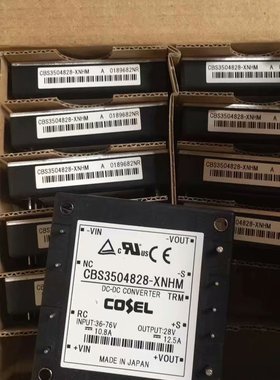 CBS3504828-XNHM A 0189682NR
CBS3504828-XNHM A
CBS3504828-XNHM A 0189682NR
CBS3504828-XNHM
CBS3504828-XNHM A 0189682NR
CBS3504828-XNHM
CBS3504828-XNHM A 0189682NR
-VIN -VOUT
NC -S
CBS3504828-XNHM
DC-DC CONVERTER TRM
COSEL
RC +S
INPUT:36-76V OUTPUT:28V
10.8A 12.5A
+VIN +VOUT
MADE IN JAPAN